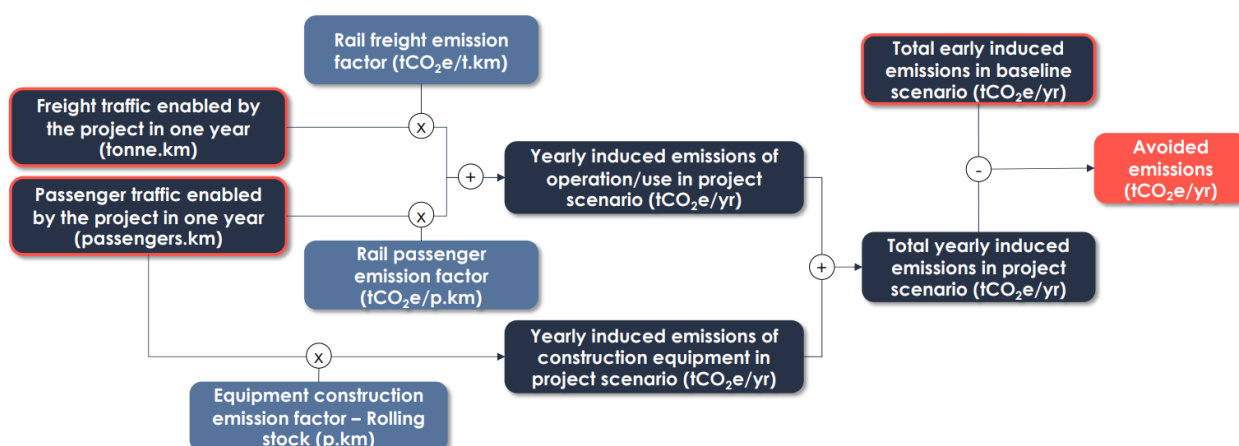 Rail freight emission
factor (tCO₂e/t.km)
Total early induced
emissions in baseline
scenario (tCO₂e/yr)
Freight traffic enabled by
the project in one year
(tonne.km)
x
Avoided
emissions
(tCO₂e/yr)
Yearly induced emissions of
operation/use in project
scenario (tCO₂e/yr)
+
-
Passenger traffic enabled
by the project in one year
(passengers.km)
x
Rail passenger
emission factor
(tCO₂e/p.km)
Total yearly induced
emissions in project
scenario (tCO₂e/yr)
+
Yearly induced emissions of
construction equipment in
project scenario (tCO₂e/yr)
x
Equipment construction
emission factor – Rolling
stock (p.km)